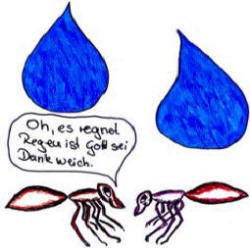 Oh, es regnet
Regen ist Gott sei
Dank weich.